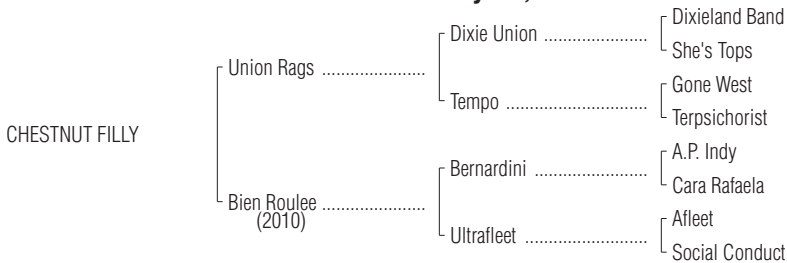 Dixieland Band
Dixie Union ........................
She's Tops
Union Rags ......................
Gone West
Tempo .................................
Terpsichorist
CHESTNUT FILLY
A.P. Indy
Bernardini ..........................
Cara Rafaela
Bien Roulee ......................
(2010)
Afleet
Ultrafleet ...........................
Social Conduct